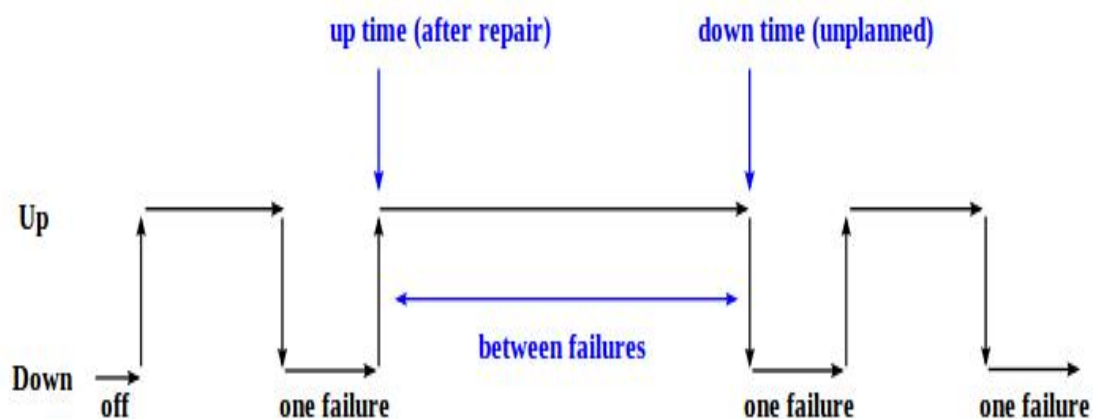 up time (after repair)
down time (unplanned)
Up
between failures
Down
off
one failure
one failure
one failure